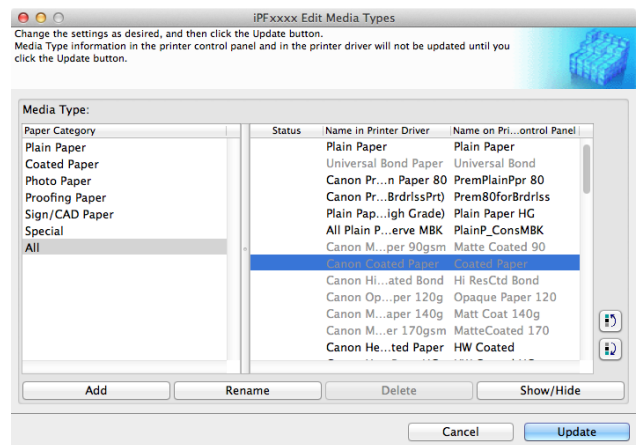 iPFxxxx Edit Media Types
Change the settings as desired, and then click the Update button.
Media Type information in the printer control panel and in the printer driver will not be updated until you
click the Update button.
Media Type:
Paper Category
Plain Paper
Coated Paper
Photo Paper
Proofing Paper
Sign/CAD Paper
Special
All
Status Name in Printer Driver Name on Pri...ontrol Panel
Plain Paper Plain Paper
Universal Bond Paper Universal Bond
Canon Pr...n Paper 80 PremPlainPpr 80
Canon Pr...BrdrlssPrt) Prem80forBrdrlss
Plain Pap...igh Grade) Plain Paper HG
All Plain P...erve MBK PlainP_ConsMBK
Canon M...per 90gsm Matte Coated 90
Canon Coated Paper Coated Paper
Canon Hi...ated Bond Hi ResCtd Bond
Canon Op...per 120g Opaque Paper 120
Canon M...aper 140g Matt Coat 140g
Canon M...er 170gsm MatteCoated 170
Canon He...ted Paper HW Coated
Add Rename Delete Show/Hide
Cancel Update